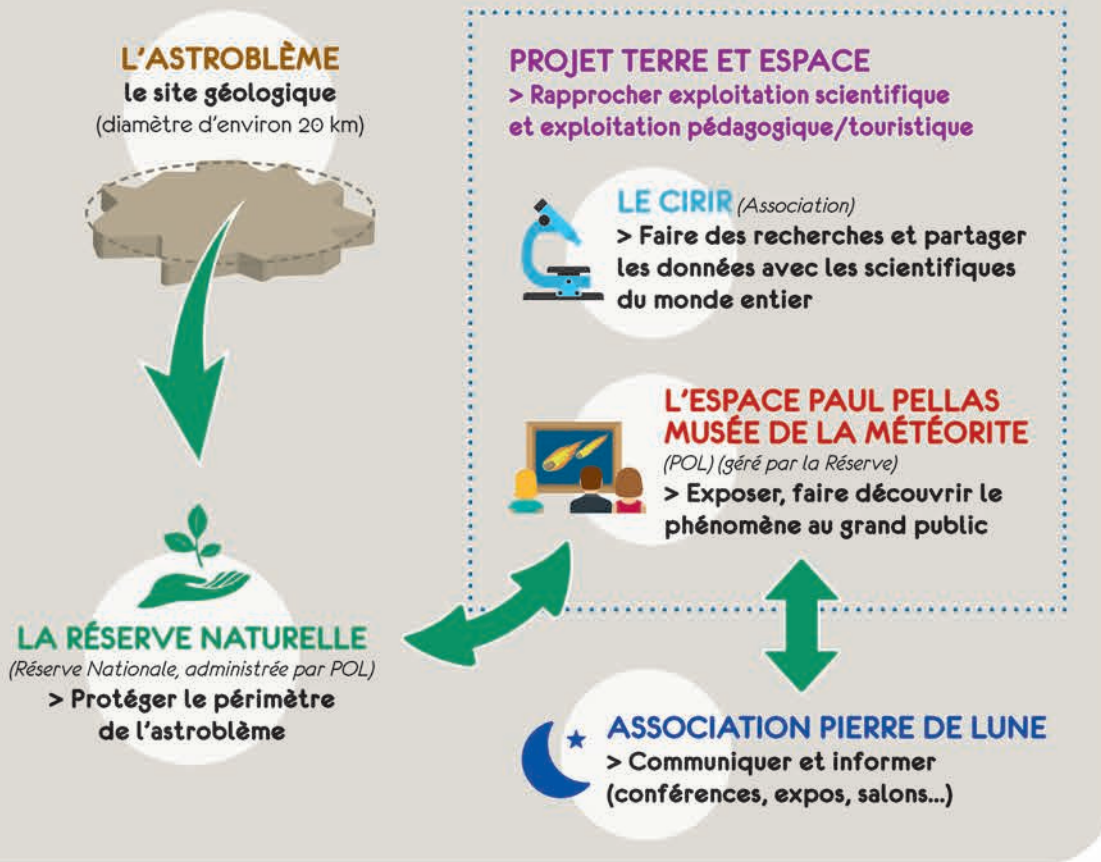 L'ASTROBLÈME
le site géologique
(diamètre d'environ 20 km)
PROJET TERRE ET ESPACE
> Rapprocher exploitation scientifique
et exploitation pédagogique/touristique
LE CIRIR (Association)
> Faire des recherches et partager
les données avec les scientifiques
du monde entier
L'ESPACE PAUL PELLAS
MUSÉE DE LA MÉTÉORITE
(POL) (géré par la Réserve)
> Exposer, faire découvrir le
phénomène au grand public
LA RÉSERVE NATURELLE
(Réserve Nationale, administrée par POL)
> Protéger le périmètre
de l'astroblème
ASSOCIATION PIERRE DE LUNE
> Communiquer et informer
(conférences, expos, salons...)